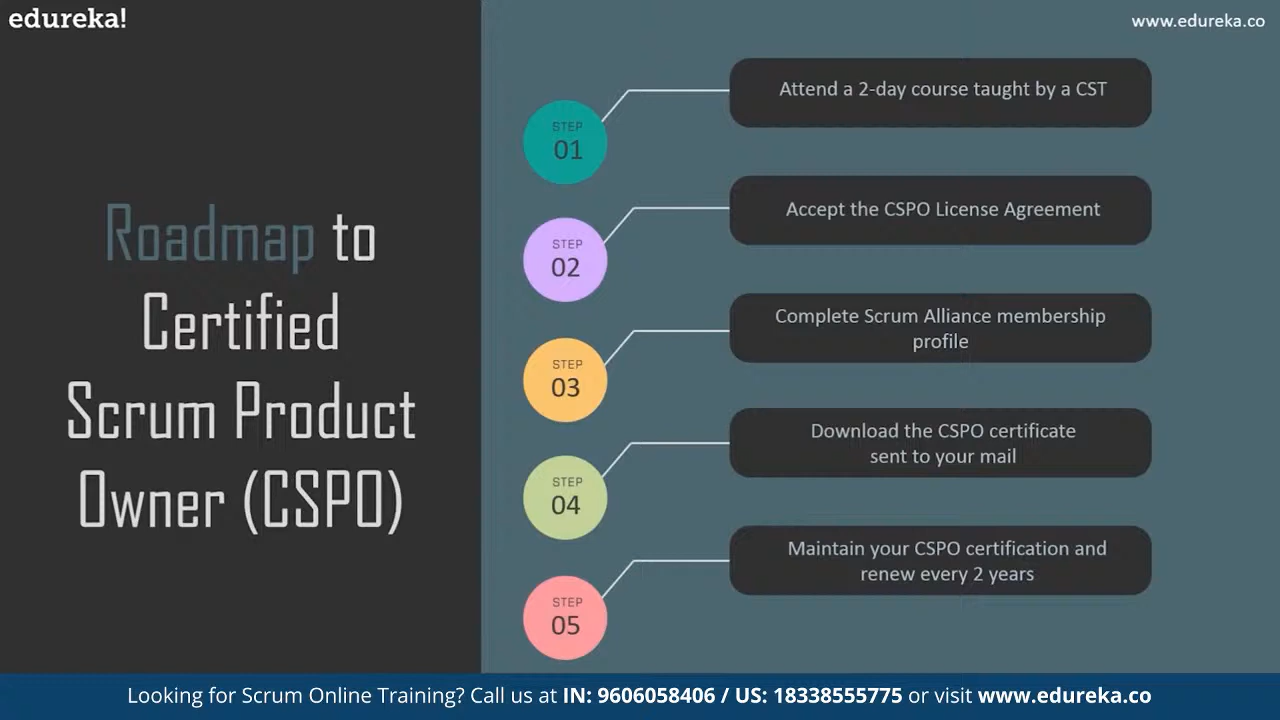 edureka!
www.edureka.co
Roadmap to
Certified
Scrum Product
Owner (CSPO)
STEP
01
Attend a 2-day course taught by a CST
STEP
02
Accept the CSPO License Agreement
STEP
03
Complete Scrum Alliance membership
profile
STEP
04
Download the CSPO certificate
sent to your mail
STEP
05
Maintain your CSPO certification and
renew every 2 years
Looking for Scrum Online Training? Call us at IN: 9606058406 / US: 18338555775 or visit www.edureka.co